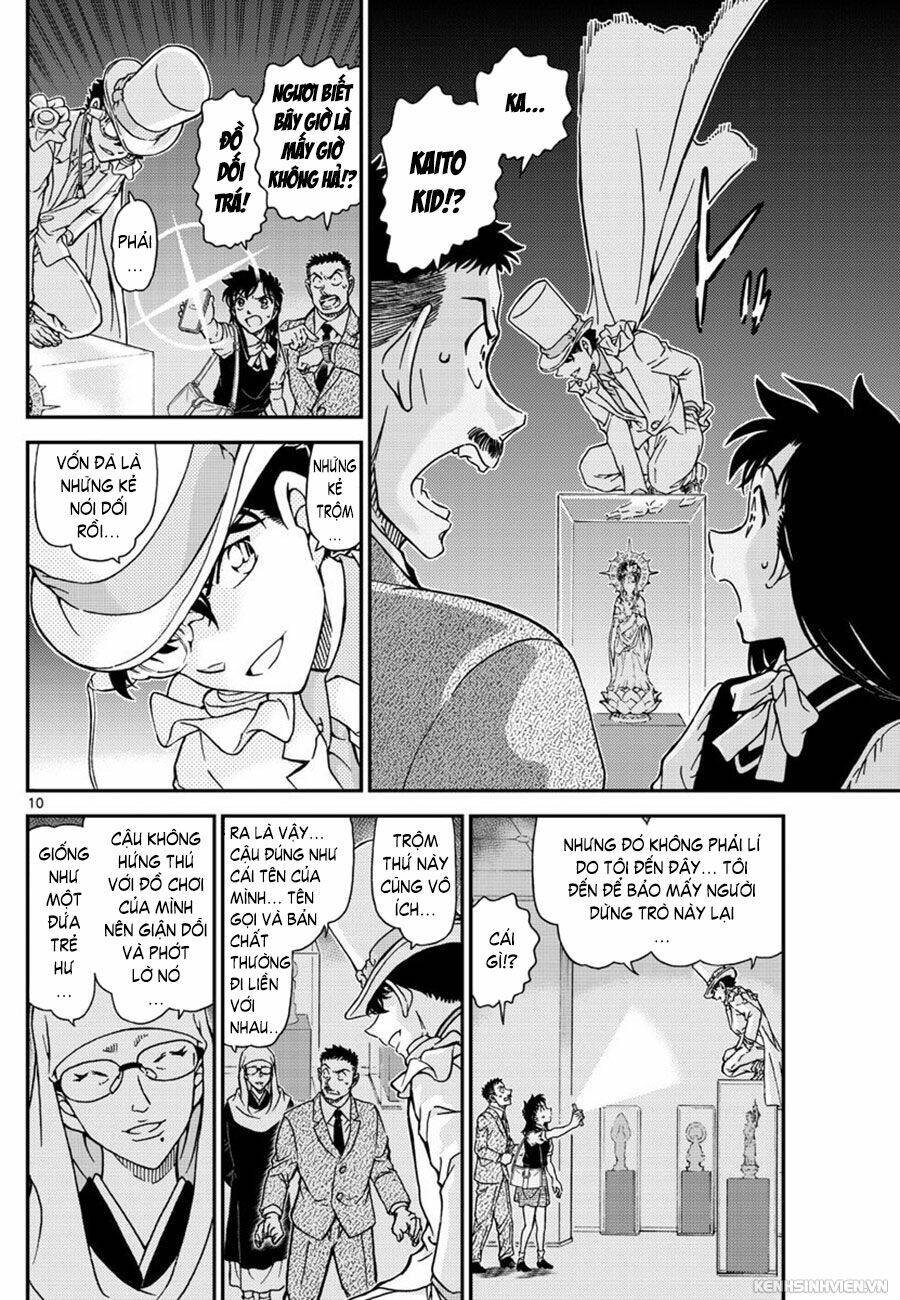 KA...
KAITO
KID!?
NGƯƠI BIẾT
BÂY GIỜ LÀ
MẤY GIỜ
KHÔNG HẢ!?
ĐỒ
DỐI
TRÁ!
PHẢI
...
NHỮNG
KẺ
TRỘM
...
VỐN ĐÃ LÀ
NHỮNG KẺ
NÓI DỐI
RỒI...
10
NHƯNG ĐÓ KHÔNG PHẢI LÍ
DO TÔI ĐẾN ĐÂY... TÔI
ĐẾN ĐỂ BẢO MẤY NGƯỜI
DỪNG TRÒ NÀY LẠI
...
CÁI
GÌ!?
TRỘM
THỨ NÀY
CŨNG VÔ
ÍCH...
RA LÀ VẬY...
CẬU ĐÚNG NHƯ
CÁI TÊN CỦA
MÌNH... TÊN
GỌI VÀ BẢN
CHẤT
THƯỜNG
ĐI LIỀN
VỚI
NHAU..
CẬU KHÔNG
HỨNG THÚ
VỚI ĐỒ CHƠI
CỦA MÌNH
NÊN GIẬN DỖI
VÀ PHỚT
LỜ NÓ
...
GIỐNG
NHƯ
MỘT
ĐỨA
TRẺ
HƯ
...
KENHSINHVIEN.VN